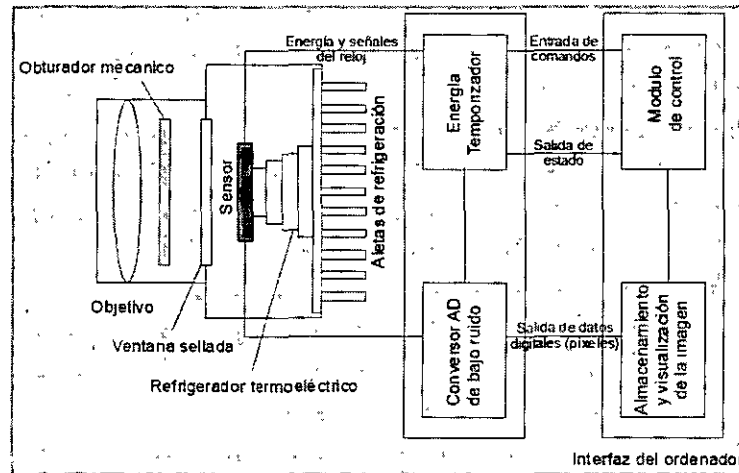 Obturador mecanico
Energía y señales
del reloj
Entrada de
comandos
Energía
Temporizador
Modulo
de control
Salida de
estado
Sensor
Aletas de refrigeración
Objetivo
Ventana sellada
Refrigerador termoeléctrico
Conversor AD
de bajo ruido
Salida de datos
digitales (pixeles)
Almacenamiento
y visualización
de la imagen
Interfaz del ordenador